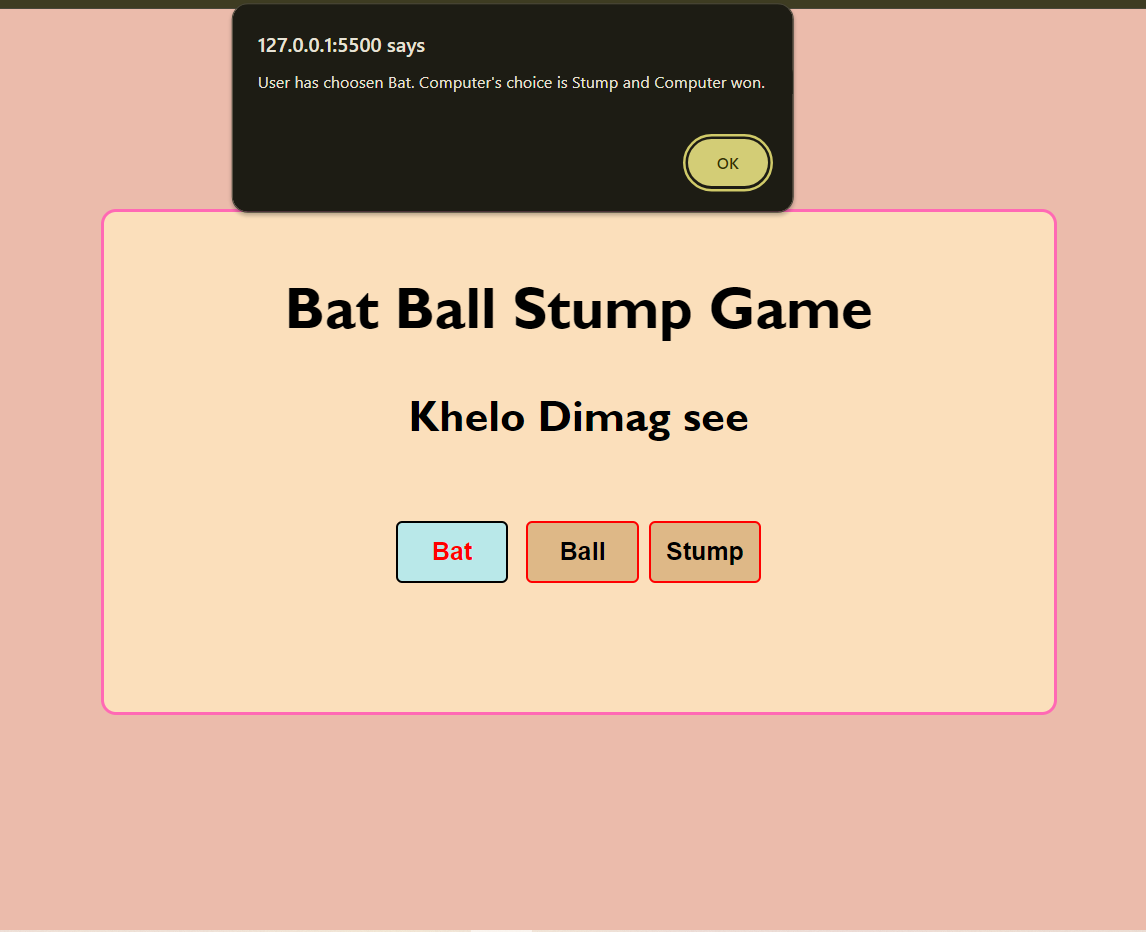 127.0.0.1:5500 says
User has choosen Bat. Computer's choice is Stump and Computer won.
OK
Bat Ball Stump Game
Khelo Dimag see
Bat Ball Stump